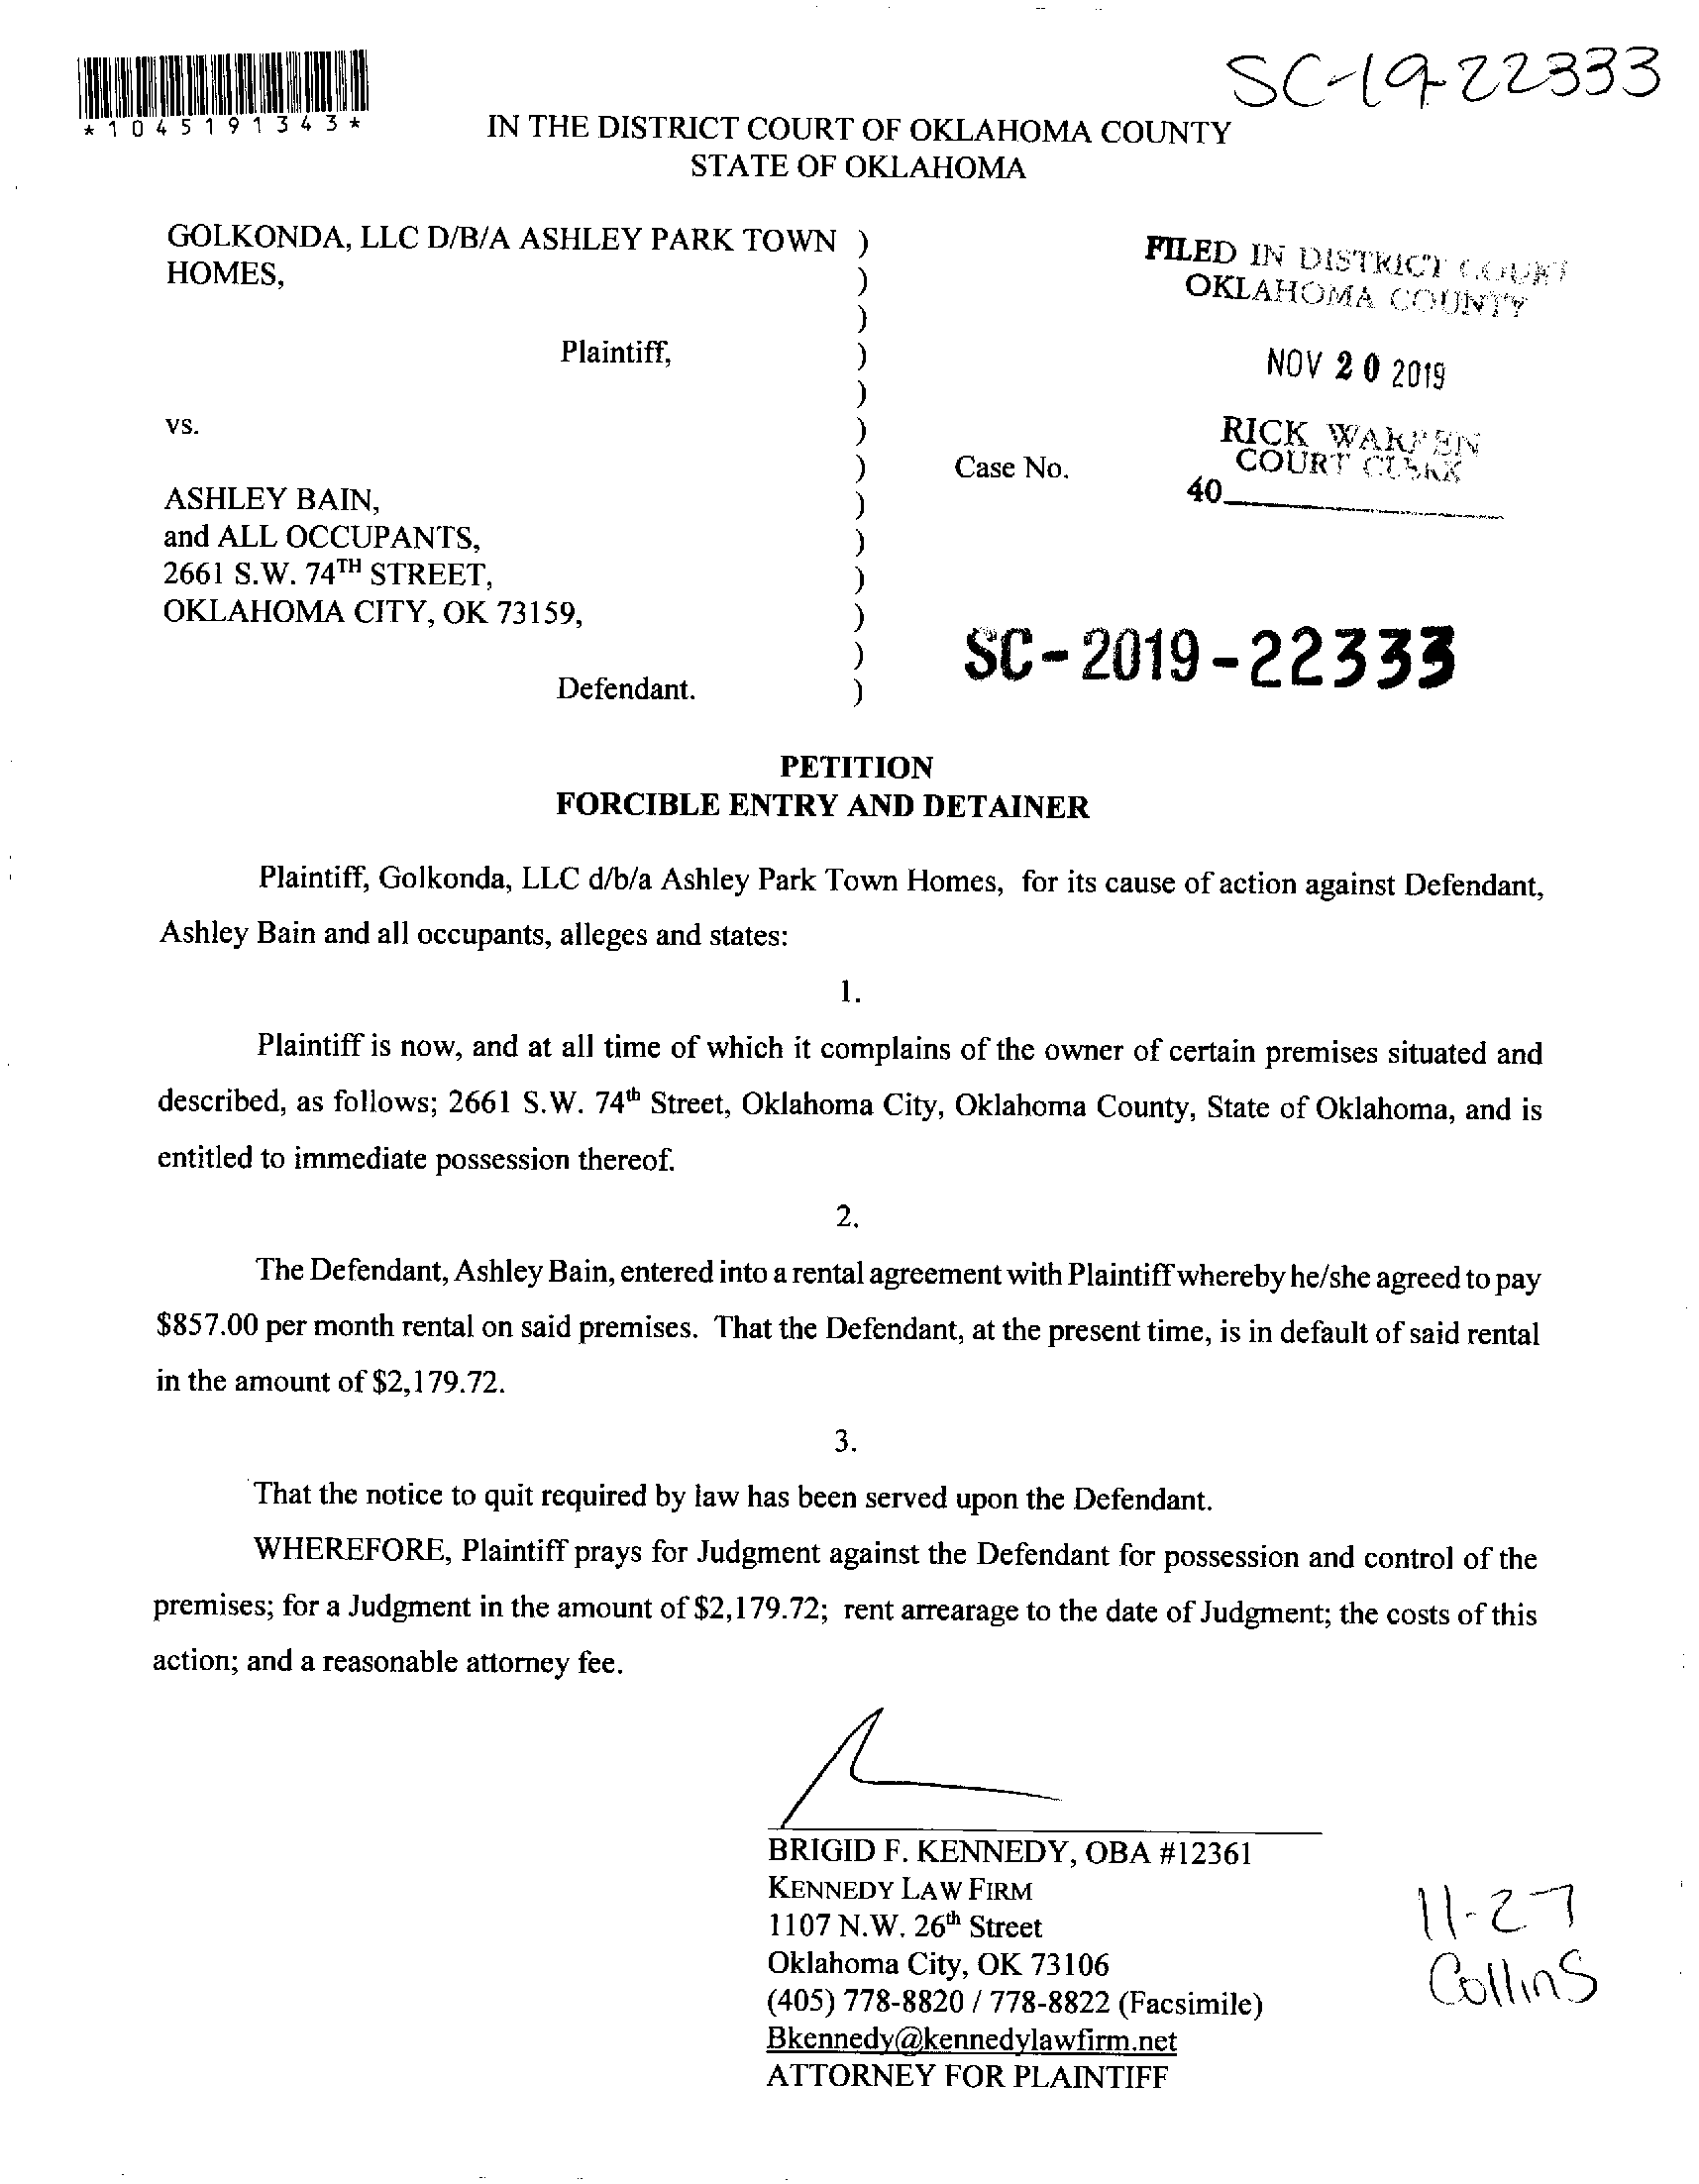 SC-19-22333
*1045191343*
IN THE DISTRICT COURT OF OKLAHOMA COUNTY
STATE OF OKLAHOMA
GOLKONDA, LLC D/B/A ASHLEY PARK TOWN )
HOMES, )
)
Plaintiff, )
)
vs. )
)
ASHLEY BAIN, )
and ALL OCCUPANTS, )
2661 S.W. 74TH STREET, )
OKLAHOMA CITY, OK 73159, )
)
Defendant. )
FILED IN DISTRICT COURT
OKLAHOMA COUNTY
NOV 20 2019
RICK WARREN
COURT CLERK
Case No.
40
SC-2019-22333
PETITION
FORCIBLE ENTRY AND DETAINER
Plaintiff, Golkonda, LLC d/b/a Ashley Park Town Homes, for its cause of action against Defendant,
Ashley Bain and all occupants, alleges and states:
1.
Plaintiff is now, and at all time of which it complains of the owner of certain premises situated and
described, as follows; 2661 S.W. 74th Street, Oklahoma City, Oklahoma County, State of Oklahoma, and is
entitled to immediate possession thereof.
2.
The Defendant, Ashley Bain, entered into a rental agreement with Plaintiff whereby he/she agreed to pay
$857.00 per month rental on said premises. That the Defendant, at the present time, is in default of said rental
in the amount of $2,179.72.
3.
That the notice to quit required by law has been served upon the Defendant.
WHEREFORE, Plaintiff prays for Judgment against the Defendant for possession and control of the
premises; for a Judgment in the amount of $2,179.72; rent arrearage to the date of Judgment; the costs of this
action; and a reasonable attorney fee.
BRIGID F. KENNEDY, OBA #12361
KENNEDY LAW FIRM
1107 N.W. 26th Street
Oklahoma City, OK 73106
(405) 778-8820 / 778-8822 (Facsimile)
Bkennedy@kennedylawfirm.net
ATTORNEY FOR PLAINTIFF
11-27
Collins